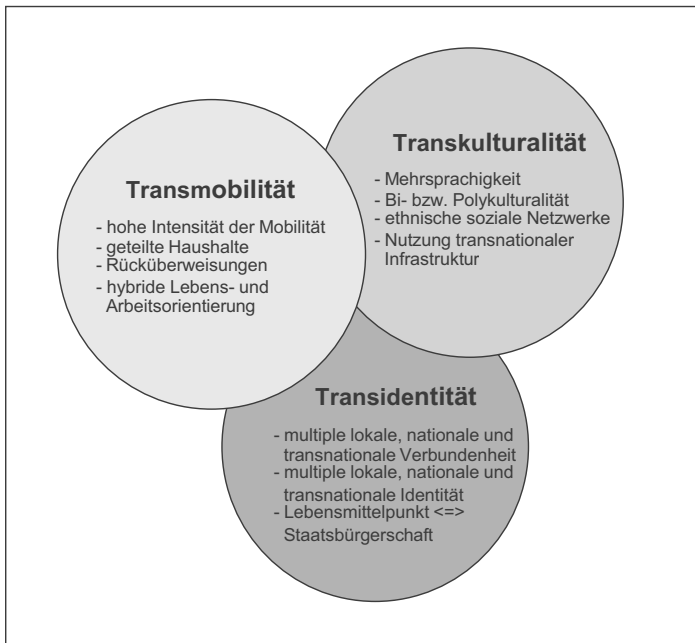 Transmobilität
- hohe Intensität der Mobilität
- geteilte Haushalte
- Rücküberweisungen
- hybride Lebens- und
Arbeitsorientierung
Transkulturalität
- Mehrsprachigkeit
- Bi- bzw. Polykulturalität
- ethnische soziale Netzwerke
- Nutzung transnationaler
Infrastruktur
Transidentität
- multiple lokale, nationale und
transnationale Verbundenheit
- multiple lokale, nationale und
transnationale Identität
- Lebensmittelpunkt <=>
Staatsbürgerschaft